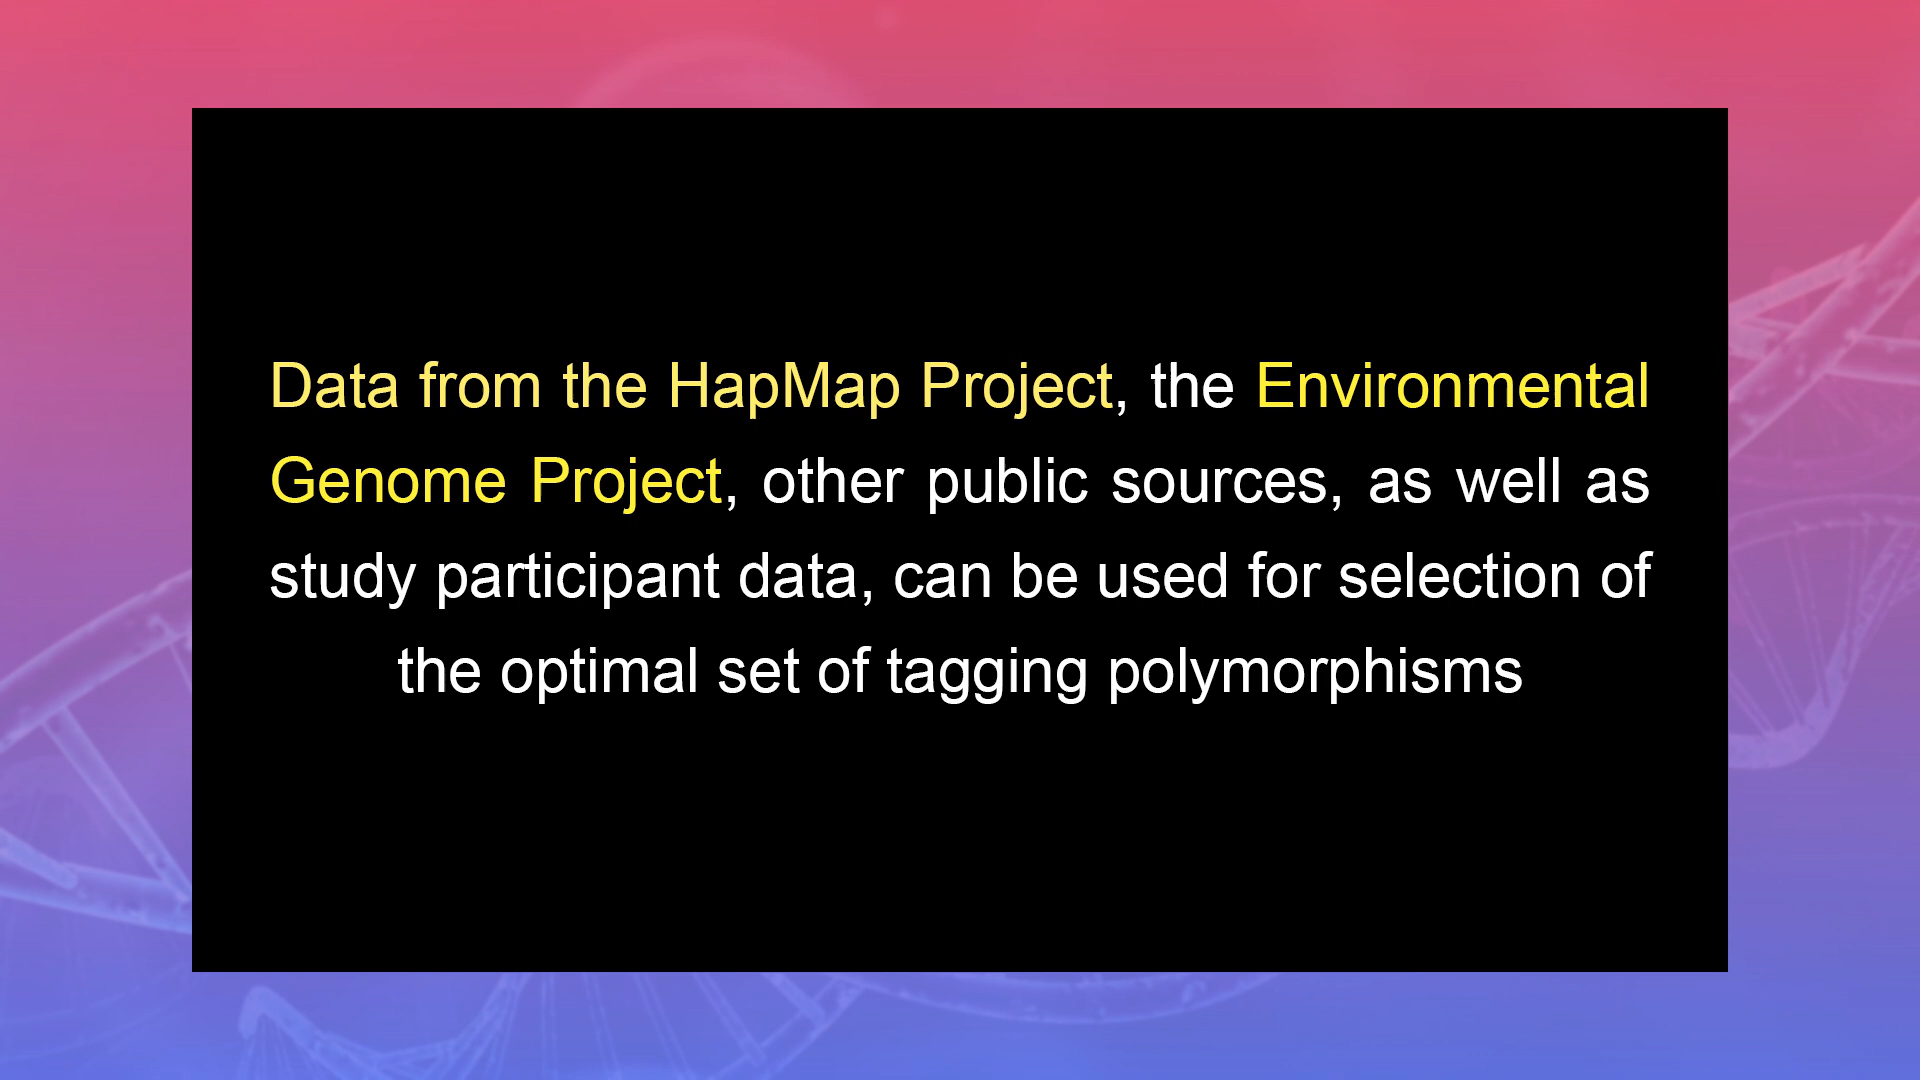 Data from the HapMap Project, the Environmental
Genome Project, other public sources, as well as
study participant data, can be used for selection of
the optimal set of tagging polymorphisms